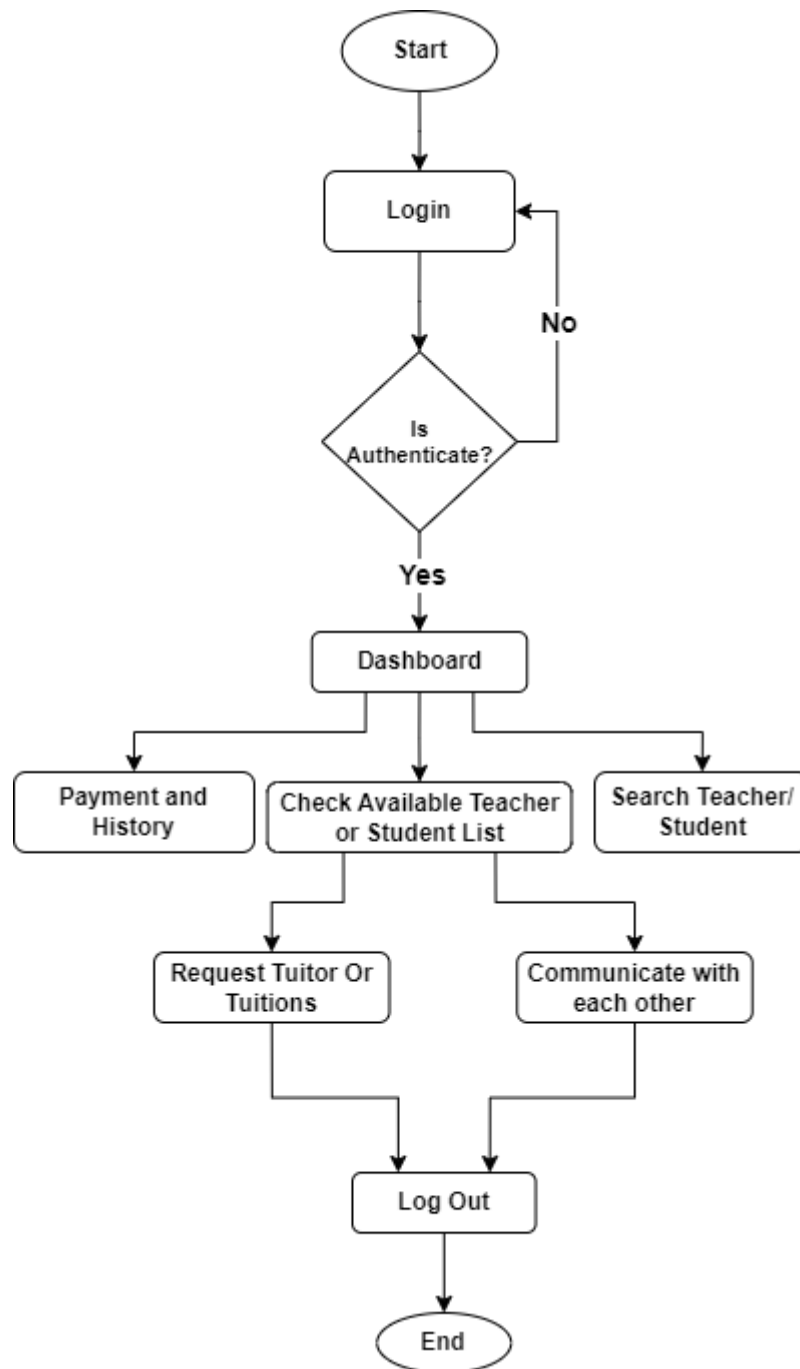 Start
Login
No
Is
Authenticate?
Yes
Dashboard
Payment and
History
Check Available Teacher
or Student List
Search Teacher/
Student
Request Tuitor Or
Tuitions
Communicate with
each other
Log Out
End